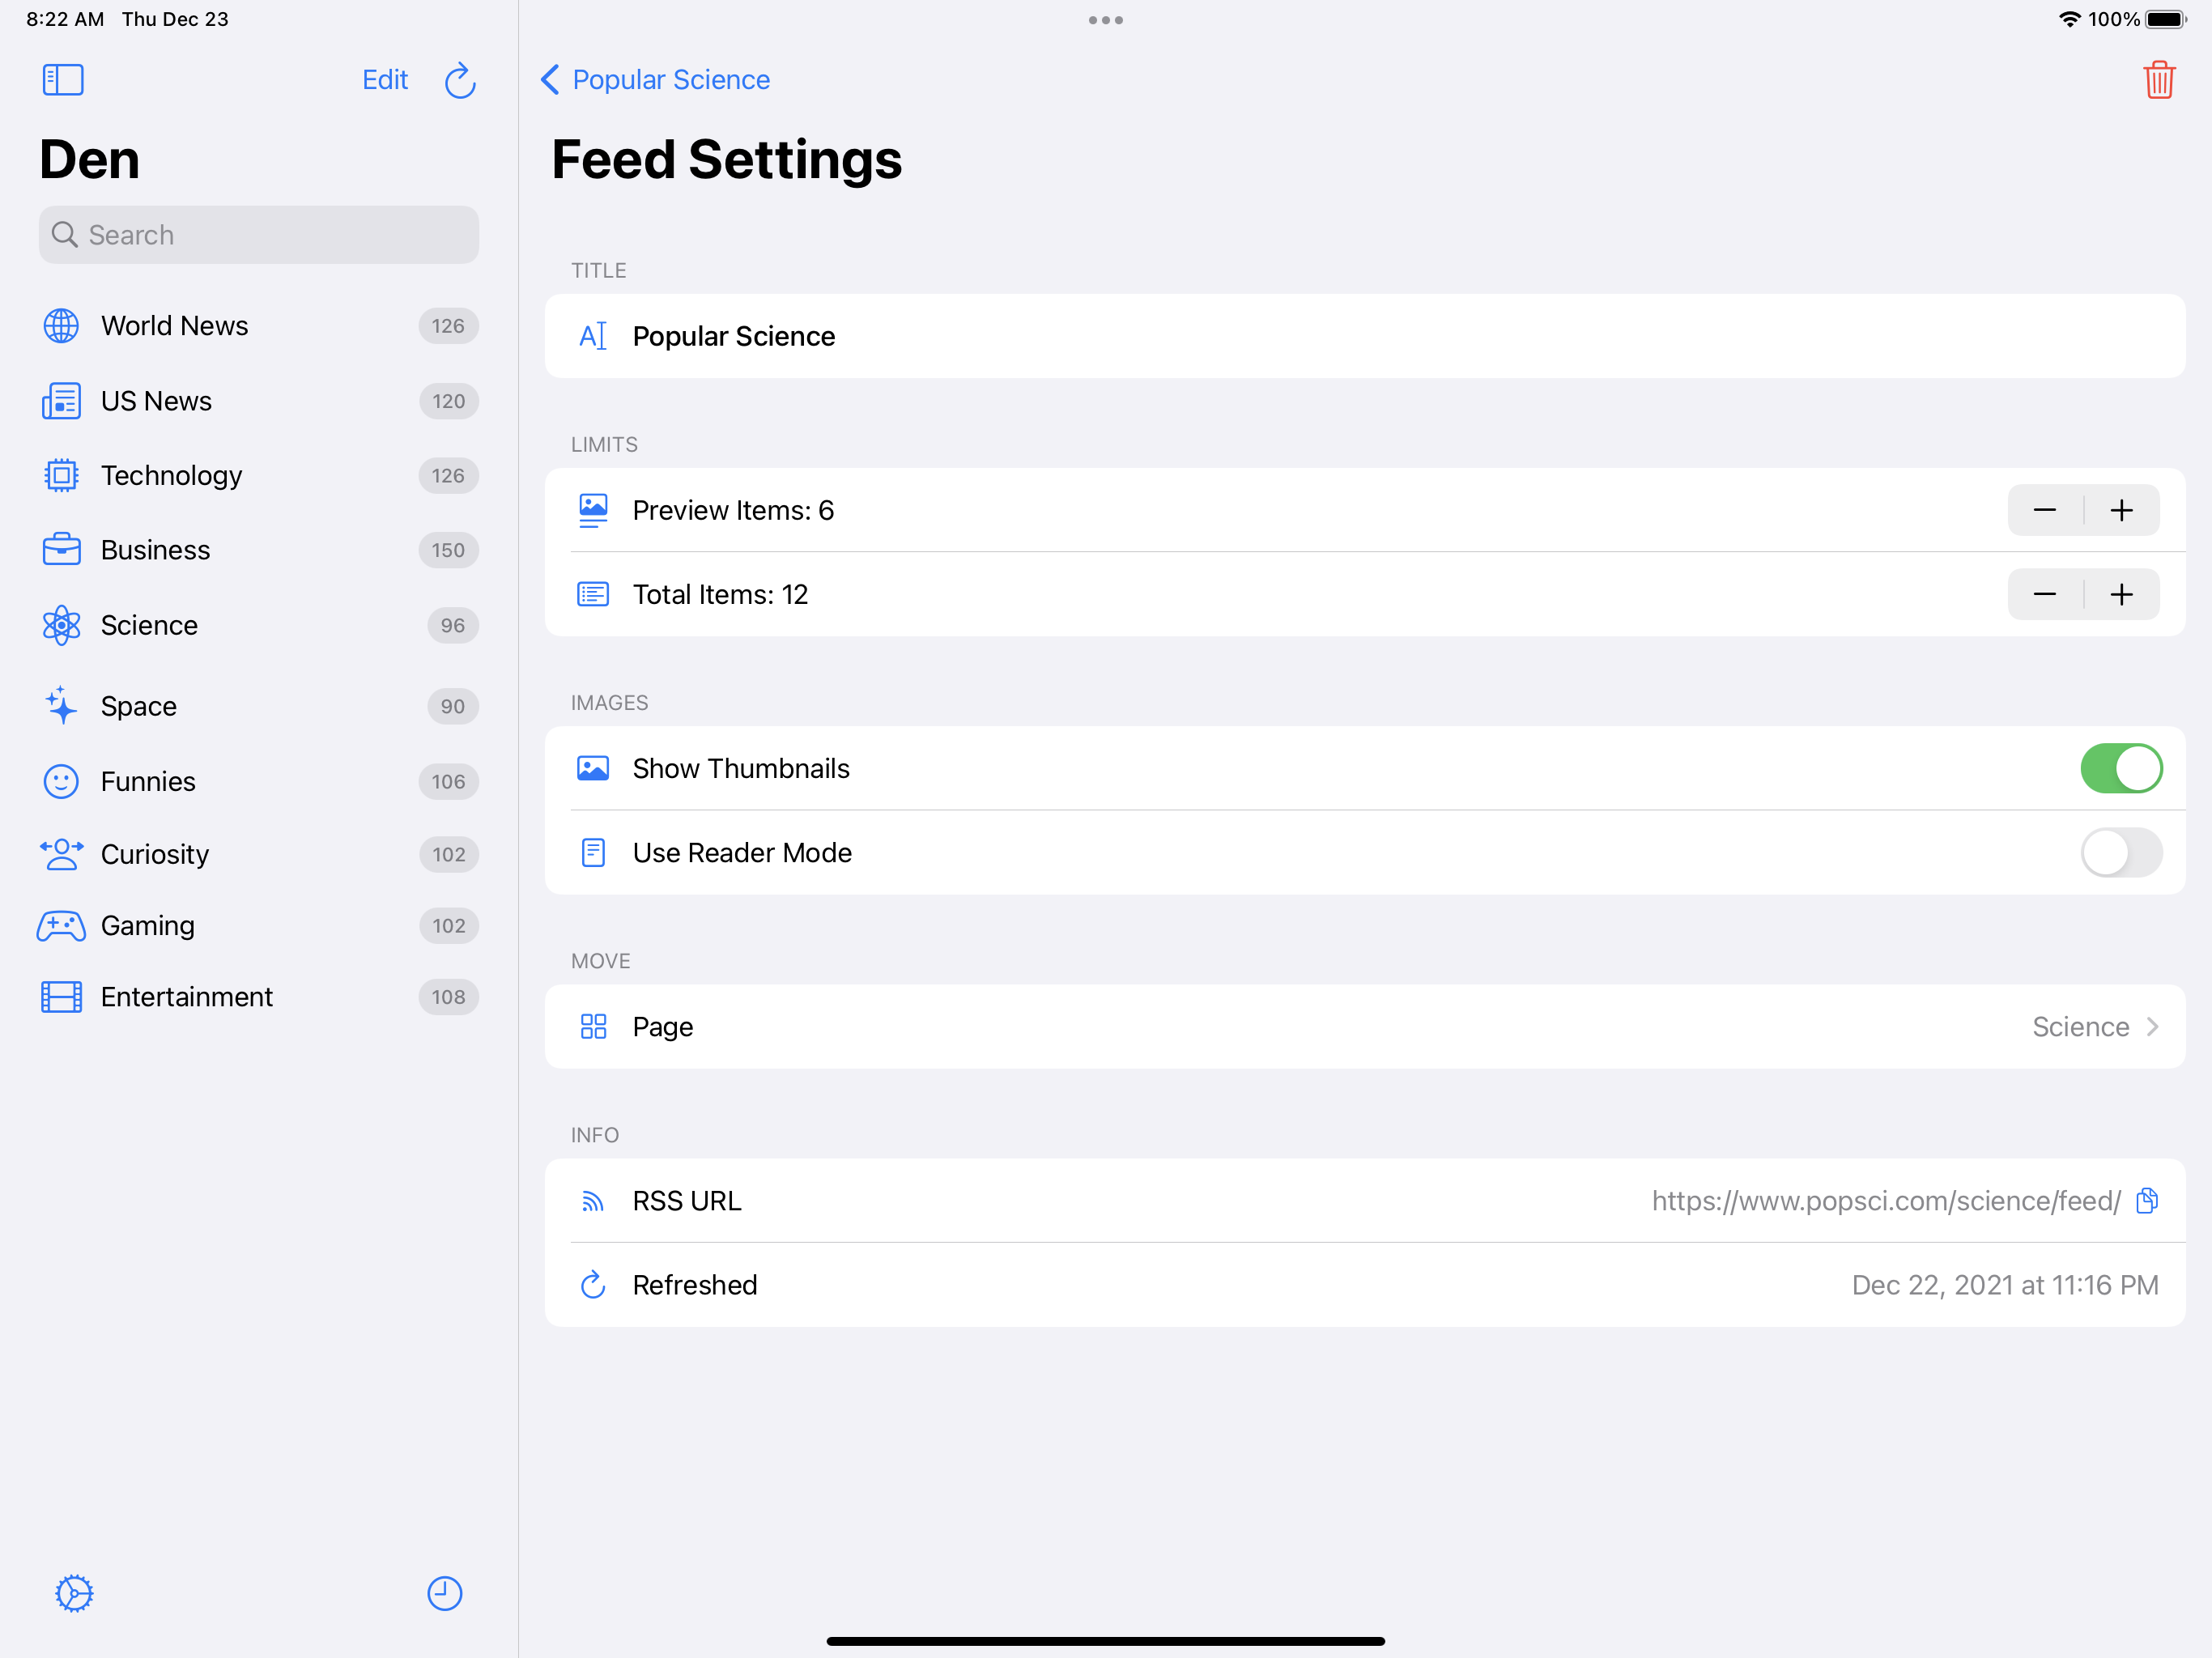 8:22 AM Thu Dec 23
100%
Edit
Den
Search
World News 126
US News 120
Technology 126
Business 150
Science 96
Space 90
Funnies 106
Curiosity 102
Gaming 102
Entertainment 108
Popular Science
Feed Settings
TITLE
Popular Science
LIMITS
Preview Items: 6
Total Items: 12
IMAGES
Show Thumbnails
Use Reader Mode
MOVE
Page Science
INFO
RSS URL https://www.popsci.com/science/feed/
Refreshed Dec 22, 2021 at 11:16 PM